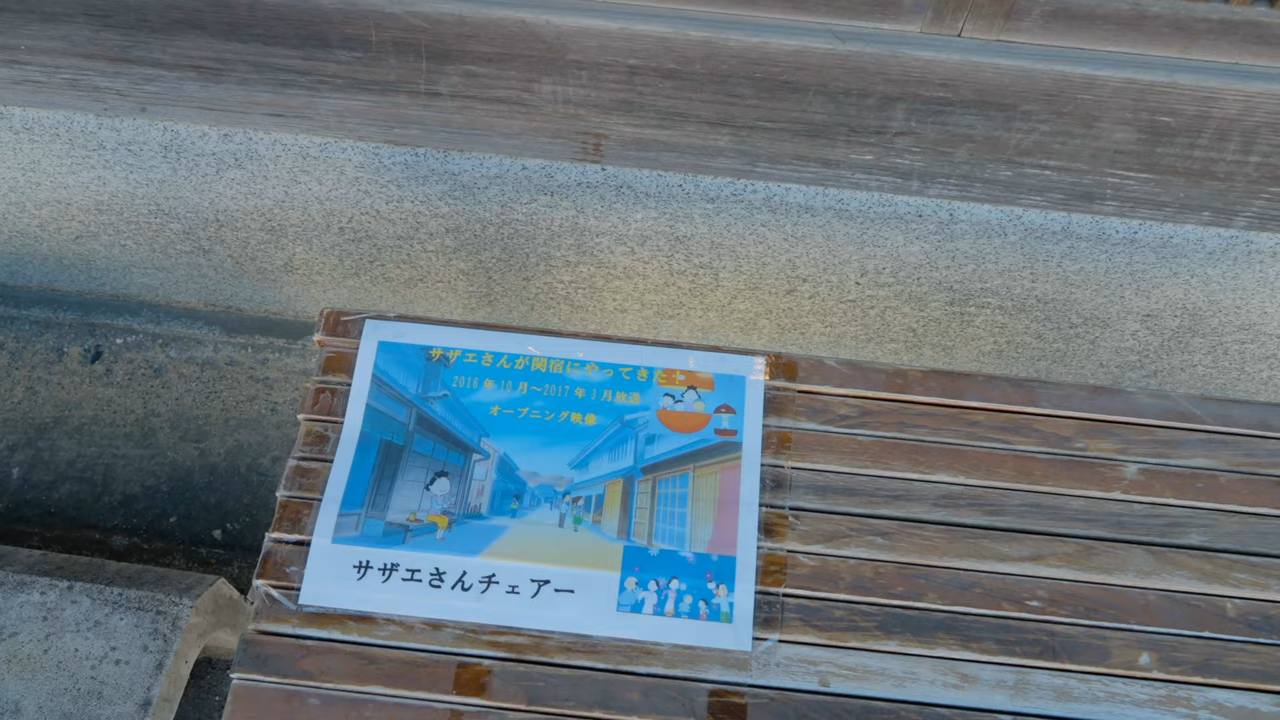 サザエさんが関宿にやってきた！
2016年10月～2017年3月放送
オープニング映像
サザエさんチェアー